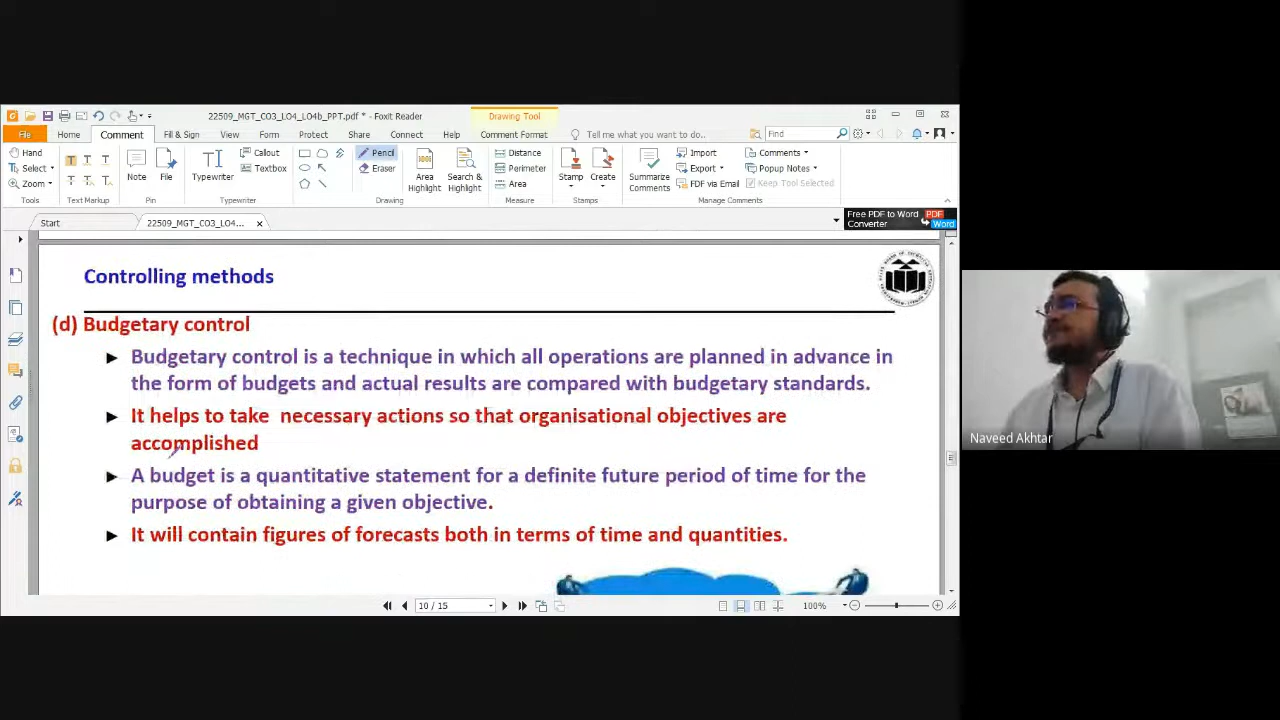 22509_MGT_CO3_LO4_LO4b_PPT.pdf * - Foxit Reader
Drawing Tool
File
Home
Comment
Fill & Sign
View
Form
Protect
Share
Connect
Help
Comment Format
Tell me what you want to do..
Find
Hand
Select
Zoom
Tools
Text Markup
Note
File
Pin
Typewriter
Callout
Textbox
Typewriter
Pencil
Eraser
Area
Highlight
Search &
Highlight
Drawing
Distance
Perimeter
Area
Measure
Stamp
Create
Stamps
Summarize
Comments
Import
Export
FDF via Email
Comments
Popup Notes
Keep Tool Selected
Manage Comments
Start
22509_MGT_CO3_LO4...
Free PDF to Word
Converter
PDF
Word
Controlling methods
(d) Budgetary control
► Budgetary control is a technique in which all operations are planned in advance in
the form of budgets and actual results are compared with budgetary standards.
► It helps to take necessary actions so that organisational objectives are
accomplished
► A budget is a quantitative statement for a definite future period of time for the
purpose of obtaining a given objective.
► It will contain figures of forecasts both in terms of time and quantities.
10 / 15
100%
Naveed Akhtar